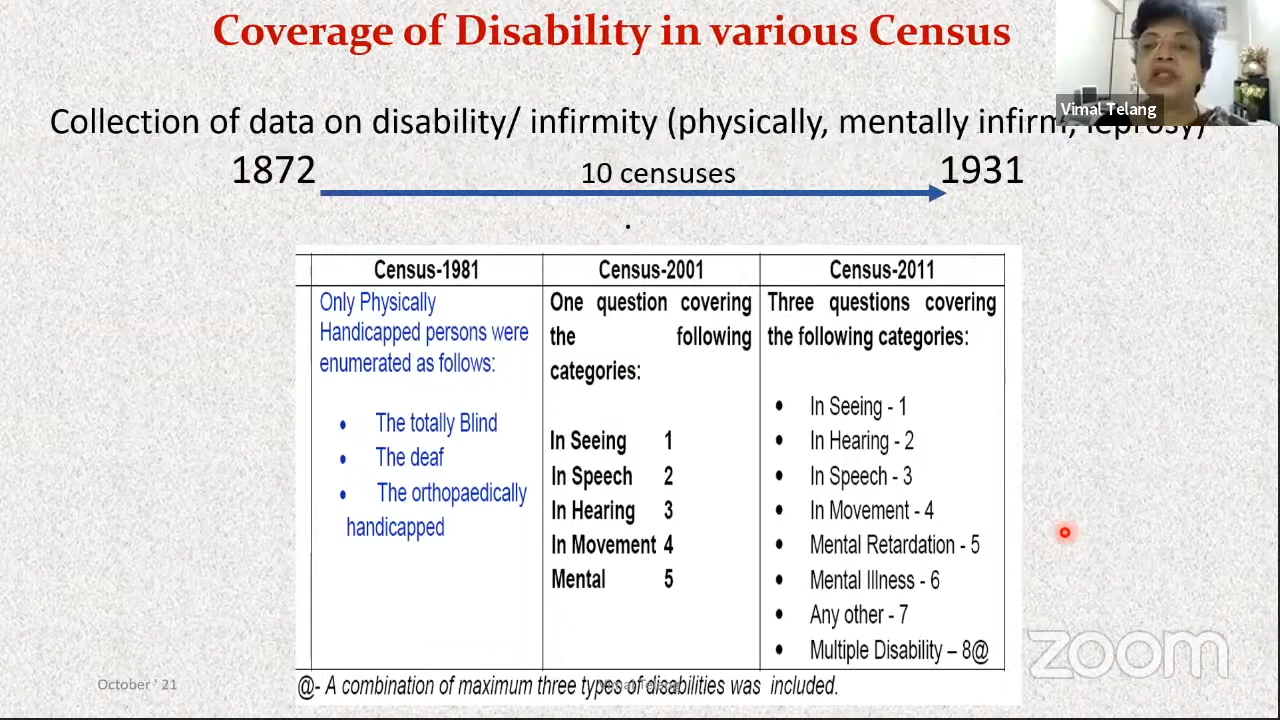 Coverage of Disability in various Census
Vimal Telang
Collection of data on disability/ infirmity (physically, mentally infirm, leprosy)
1872 10 censuses 1931
.
Census-1981
Only Physically
Handicapped persons were
enumerated as follows:
• The totally Blind
• The deaf
• The orthopaedically
handicapped
Census-2001
One question covering
the following
categories:
In Seeing 1
In Speech 2
In Hearing 3
In Movement 4
Mental 5
Census-2011
Three questions covering
the following categories:
• In Seeing - 1
• In Hearing - 2
• In Speech - 3
• In Movement - 4
• Mental Retardation - 5
• Mental Illness - 6
• Any other - 7
• Multiple Disability – 8@
@- A combination of maximum three types of disabilities was included.
October ' 21
Vimal Telang
zoom